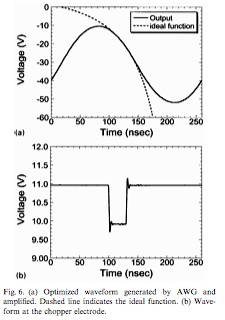 0
-10
-20
-30
-40
-50
-60
Voltage (V)
Output
ideal function
0 50 100 150 200 250
(a)
Time (nsec)
12.0
11.5
11.0
10.5
10.0
9.50
9.00
Voltage (V)
0 50 100 150 200 250
(b)
Time (nsec)
Fig. 6. (a) Optimized waveform generated by AWG and
amplified. Dashed line indicates the ideal function. (b) Wave-
form at the chopper electrode.